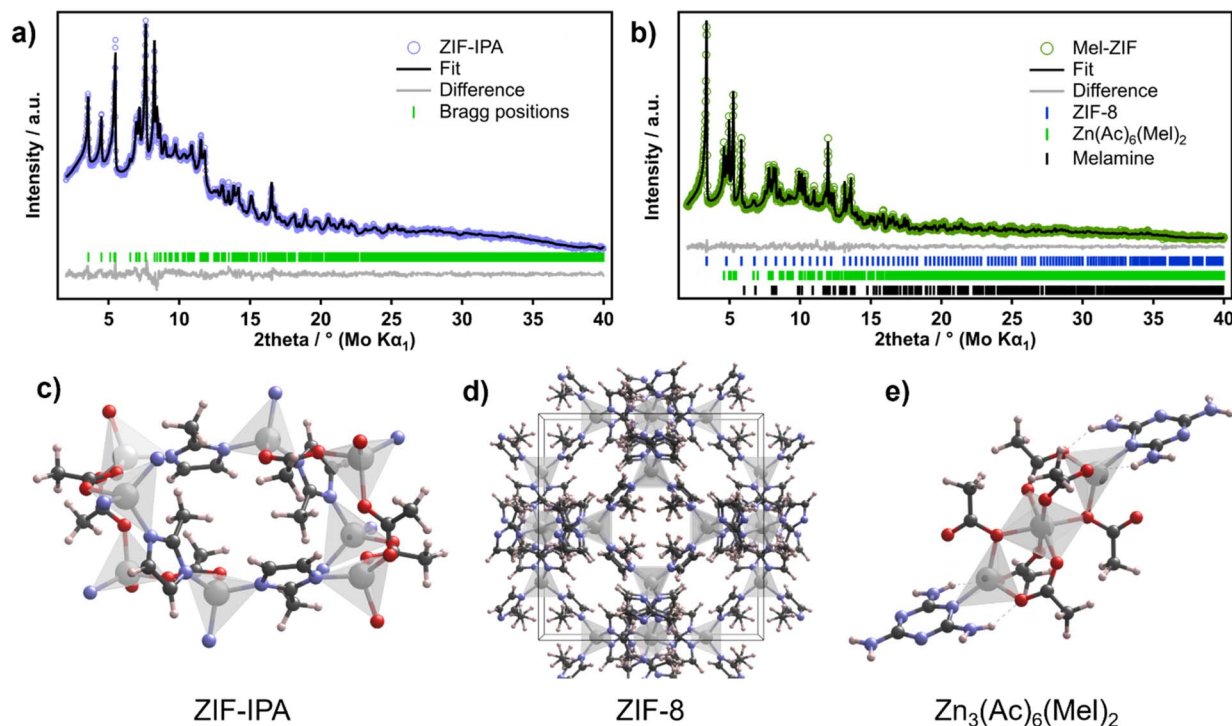 a)
ZIF-IPA
Fit
Difference
Bragg positions
Intensity / a.u.
5 10 15 20 25 30 35 40
2theta / ° (Mo Kα₁)
b)
Mel-ZIF
Fit
Difference
ZIF-8
Zn(Ac)₆(Mel)₂
Melamine
Intensity / a.u.
5 10 15 20 25 30 35 40
2theta / ° (Mo Kα₁)
c)
d)
e)
ZIF-IPA
ZIF-8
Zn₃(Ac)₆(Mel)₂